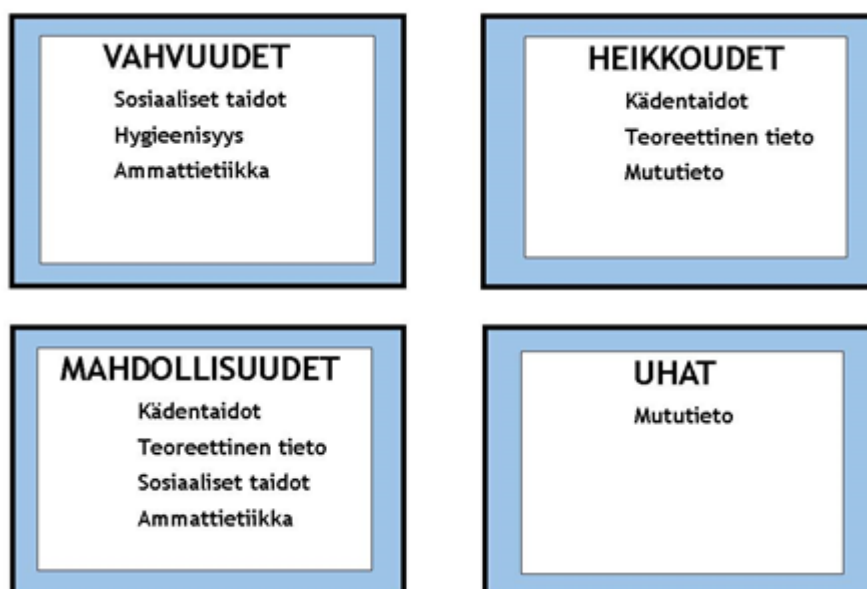 VAHVUUDET
Sosiaaliset taidot
Hygieenisyys
Ammattietiikka
HEIKKOUDET
Kädentaidot
Teoreettinen tieto
Mututieto
MAHDOLLISUUDET
Kädentaidot
Teoreettinen tieto
Sosiaaliset taidot
Ammattietiikka
UHAT
Mututieto